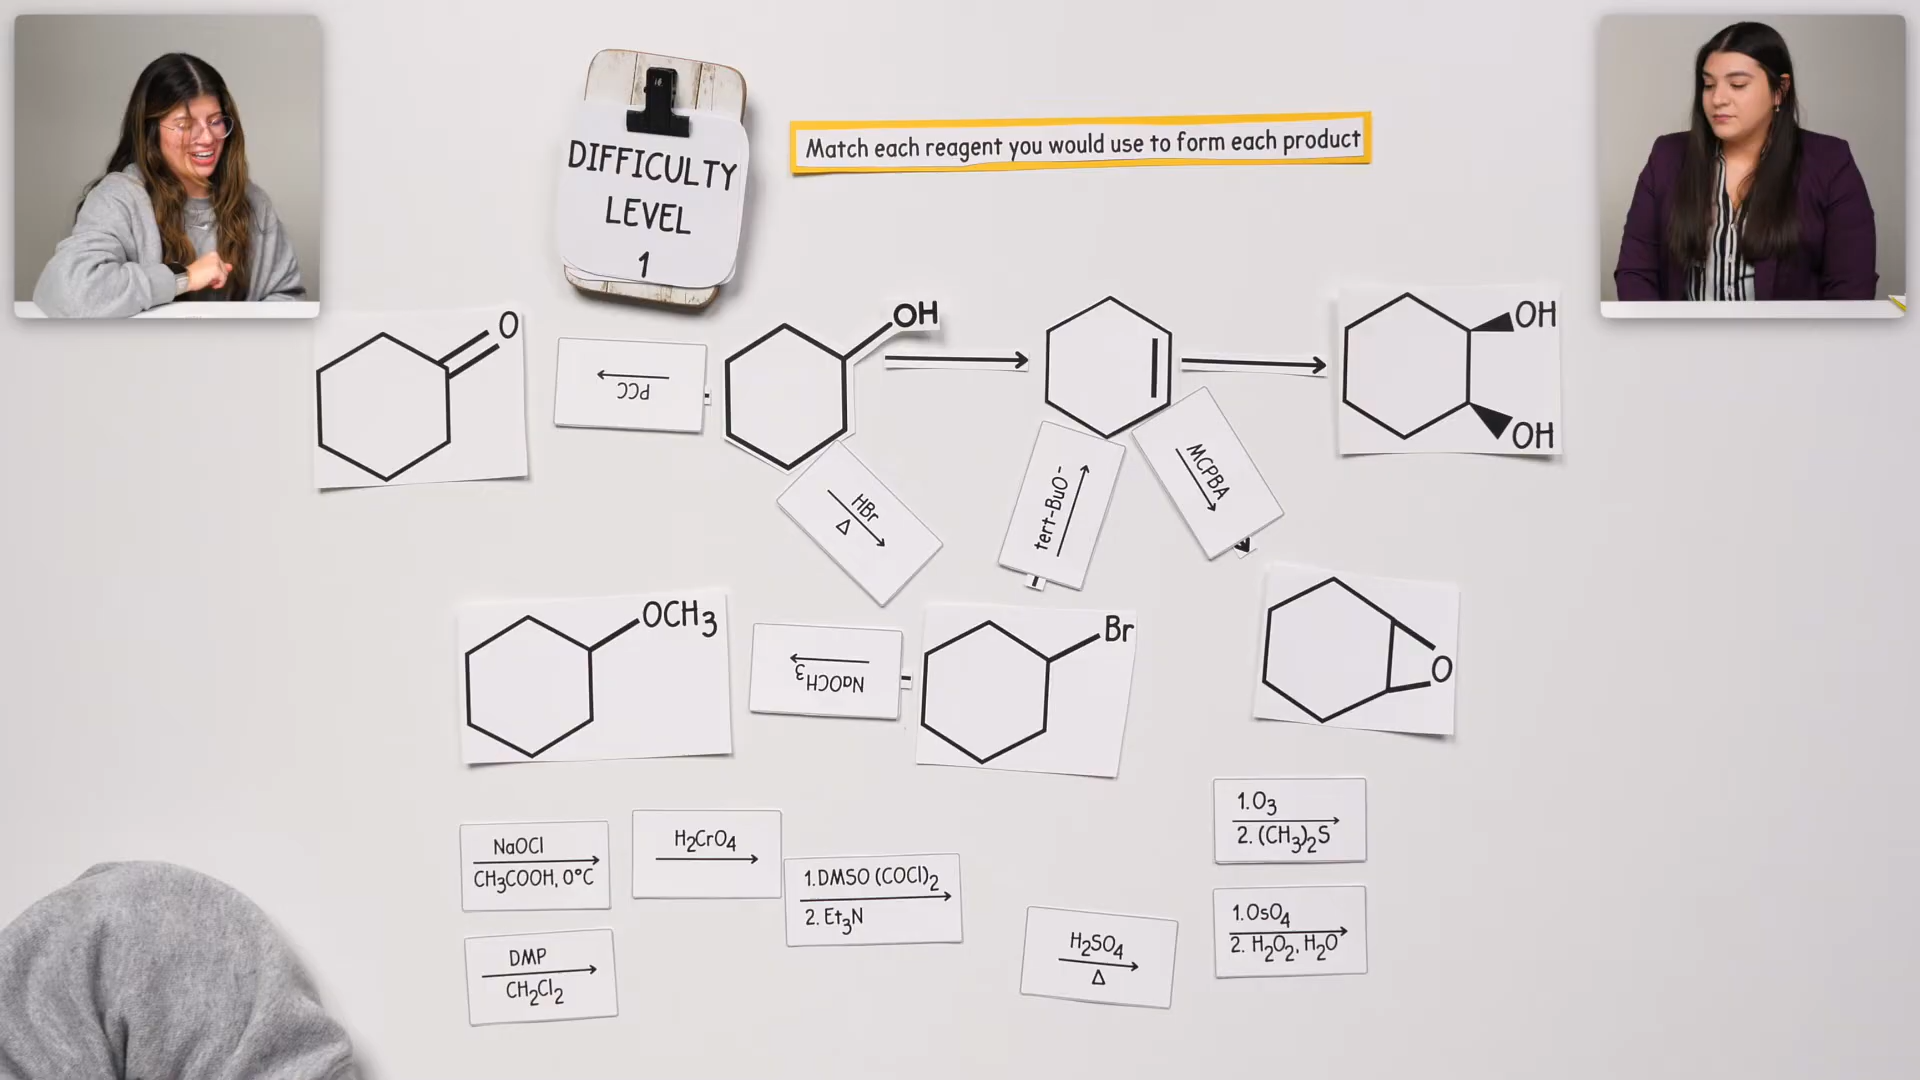 DIFFICULTY
LEVEL
1
Match each reagent you would use to form each product
O
PCC
OH
OH
OH
HBr
Δ
tert-BuO⁻
MCPBA
OCH₃
NaOCH₃
Br
O
NaOCl
CH₃COOH, 0°C
H₂CrO₄
1.DMSO (COCl)₂
2. Et₃N
DMP
CH₂Cl₂
H₂SO₄
Δ
1.O₃
2. (CH₃)₂S
1.OsO₄
2. H₂O₂, H₂O